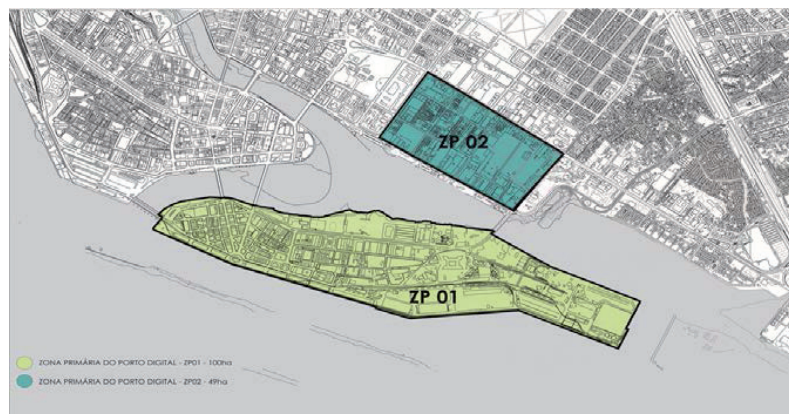 ZP 02
ZP 01
ZONA PRIMÁRIA DO PORTO DIGITAL - ZP01 - 100ha
ZONA PRIMÁRIA DO PORTO DIGITAL - ZP02 - 49ha